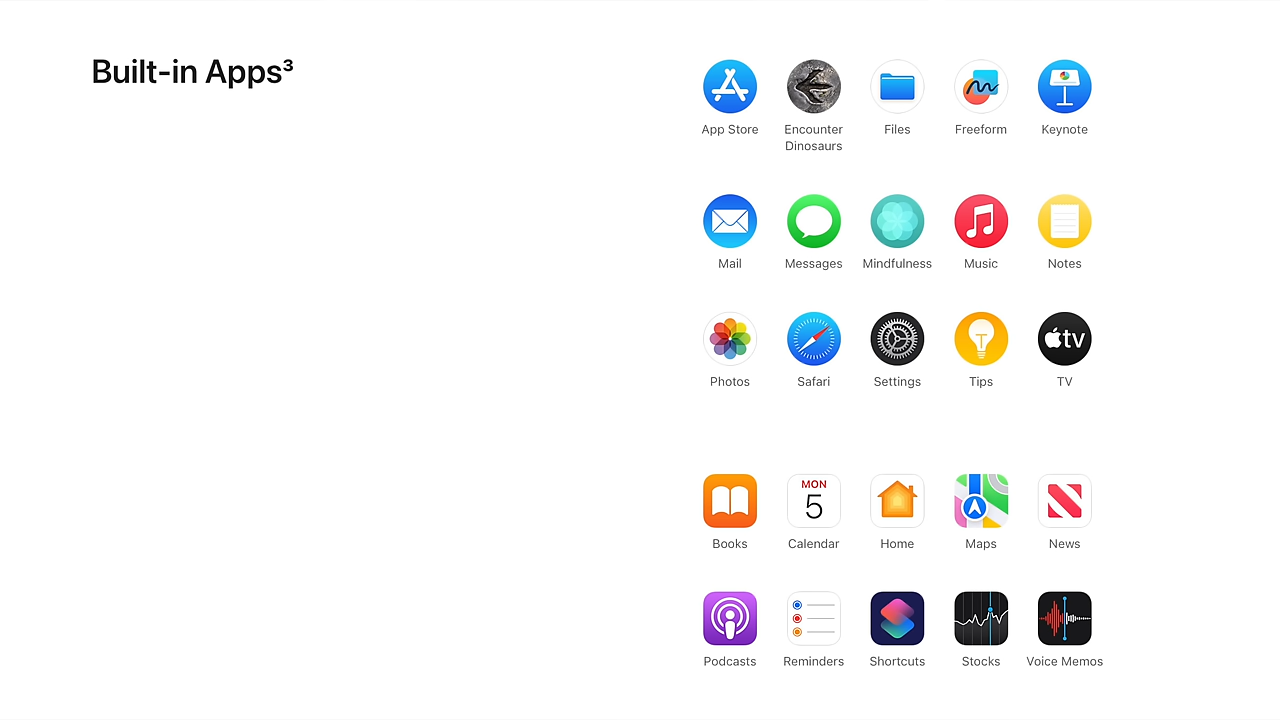 Built-in Apps³
App Store
Encounter
Dinosaurs
Files
Freeform
Keynote
Mail
Messages
Mindfulness
Music
Notes
tv
Photos
Safari
Settings
Tips
TV
MON
5
Books
Calendar
Home
Maps
News
Podcasts
Reminders
Shortcuts
Stocks
Voice Memos